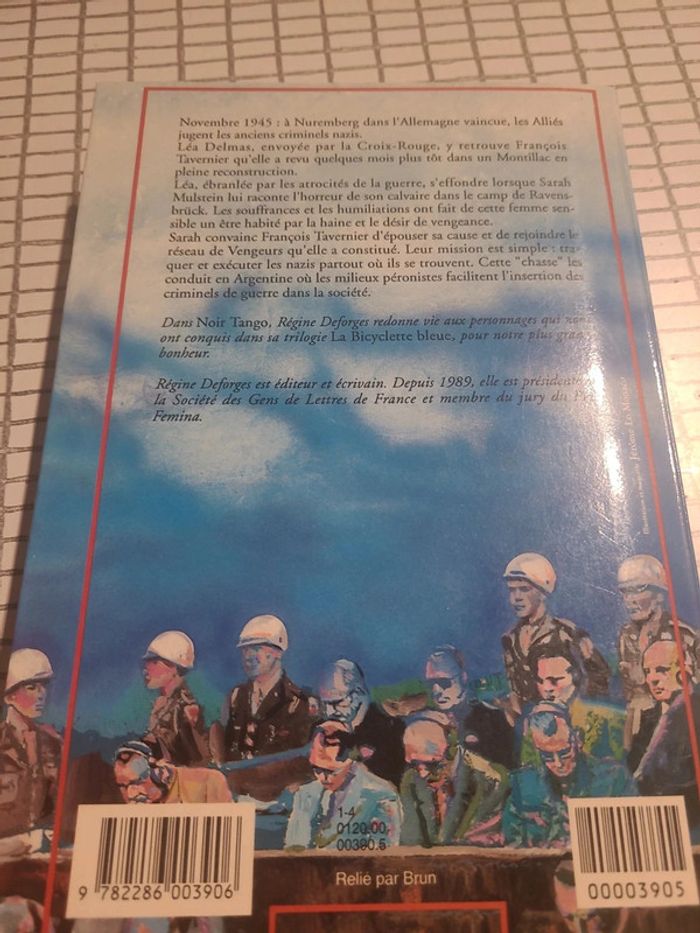 Novembre 1945 : à Nuremberg dans l'Allemagne vaincue, les Alliés
jugent les anciens criminels nazis.
Léa Delmas, envoyée par la Croix-Rouge, y retrouve François
Tavernier qu'elle a revu quelques mois plus tôt dans un Montillac en
pleine reconstruction.
Léa, ébranlée par les atrocités de la guerre, s'effondre lorsque Sarah
Mulstein lui raconte l'horreur de son calvaire dans le camp de Ravens-
brück. Les souffrances et les humiliations ont fait de cette femme sen-
sible un être habité par la haine et le désir de vengeance.
Sarah convainc François Tavernier d'épouser sa cause et de rejoindre le
réseau de Vengeurs qu'elle a constitué. Leur mission est simple : tra-
quer et exécuter les nazis partout où ils se trouvent. Cette "chasse" les
conduit en Argentine où les milieux péronistes facilitent l'insertion des
criminels de guerre dans la société.
Dans Noir Tango, Régine Deforges redonne vie aux personnages qui
ont conquis dans sa trilogie La Bicyclette bleue, pour notre plus grand
bonheur.
Régine Deforges est éditeur et écrivain. Depuis 1989, elle est présidente
la Société des Gens de Lettres de France et membre du jury du
Femina.
1-4
0120.00
00390.5
9 782286 003906
Relié par Brun
00003905